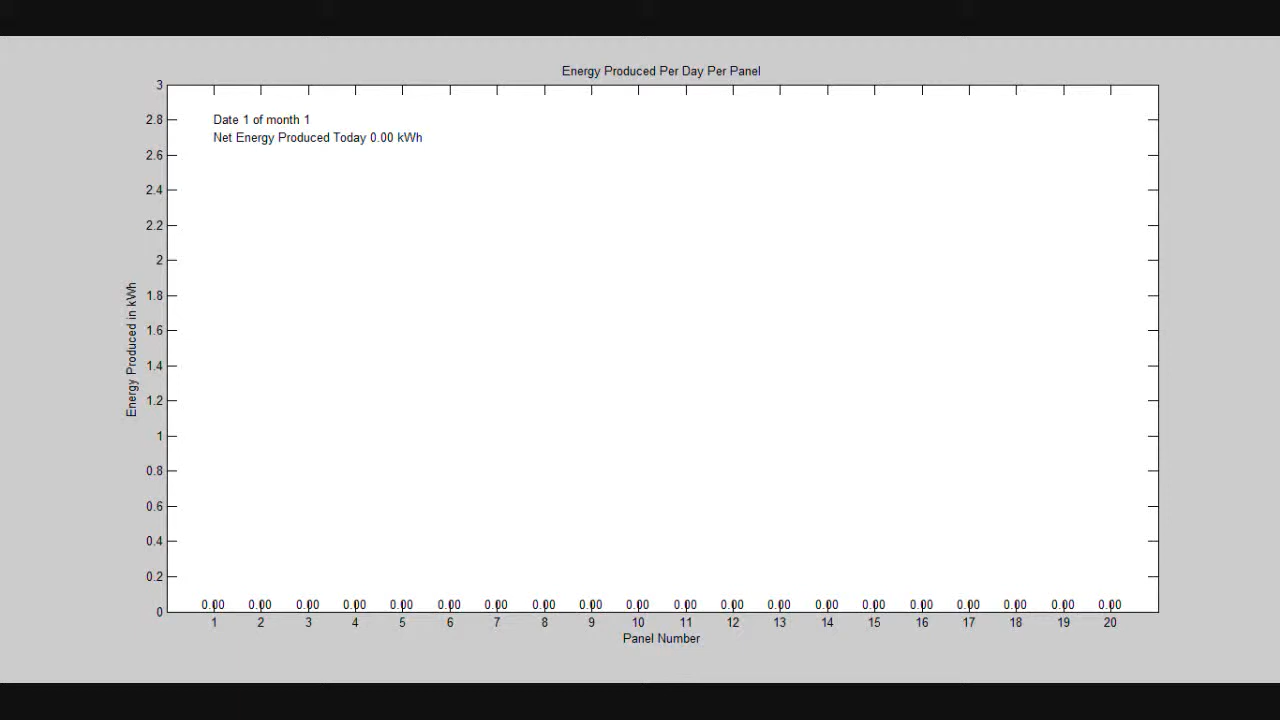 Energy Produced Per Day Per Panel
Date 1 of month 1
Net Energy Produced Today 0.00 kWh
3
2.8
2.6
2.4
2.2
2
1.8
1.6
1.4
1.2
1
0.8
0.6
0.4
0.2
0
Energy Produced in kWh
0.00 0.00 0.00 0.00 0.00 0.00 0.00 0.00 0.00 0.00 0.00 0.00 0.00 0.00 0.00 0.00 0.00 0.00 0.00 0.00
1 2 3 4 5 6 7 8 9 10 11 12 13 14 15 16 17 18 19 20
Panel Number